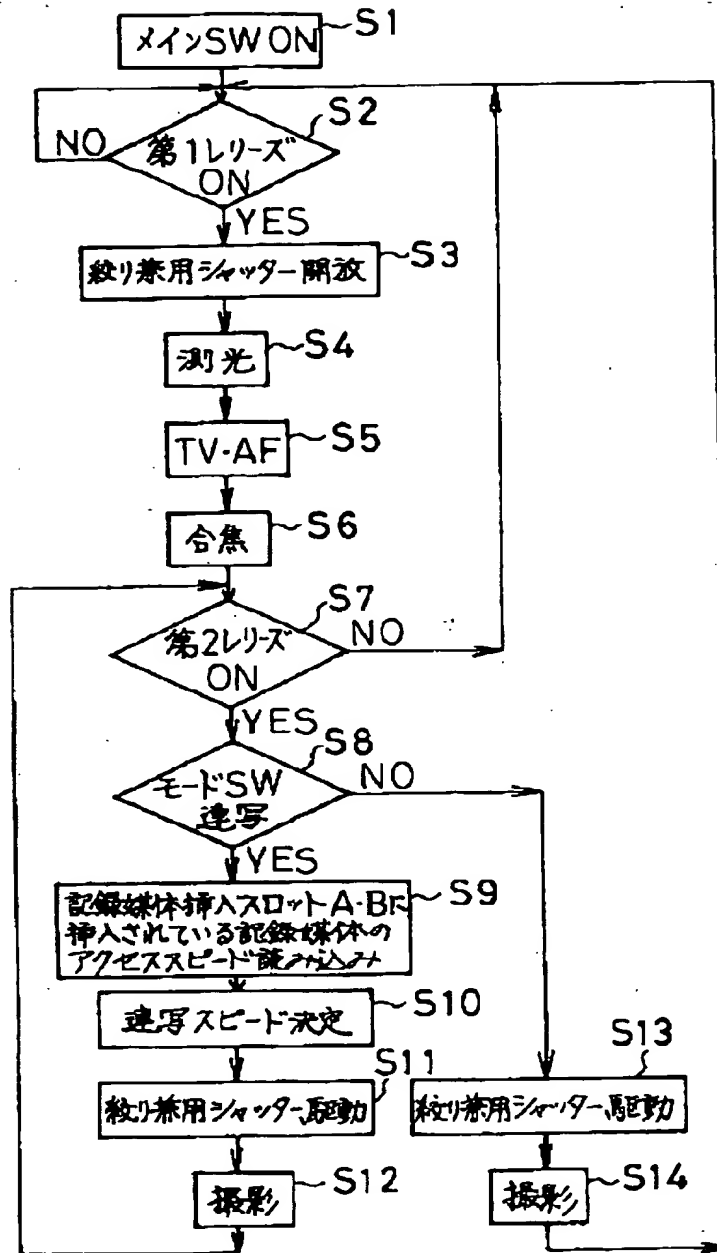 メインSW ON
S1
第1レリーズ
ON
S2
NO
YES
絞り兼用シャッター開放
S3
測光
S4
TV-AF
S5
合焦
S6
第2レリーズ
ON
S7
NO
YES
モードSW
連写
S8
NO
YES
記録媒体挿入スロットA・Bに
挿入されている記録媒体の
アクセススピード読み込み
S9
連写スピード決定
S10
絞り兼用シャッター駆動
S11
撮影
S12
絞り兼用シャッター駆動
S13
撮影
S14